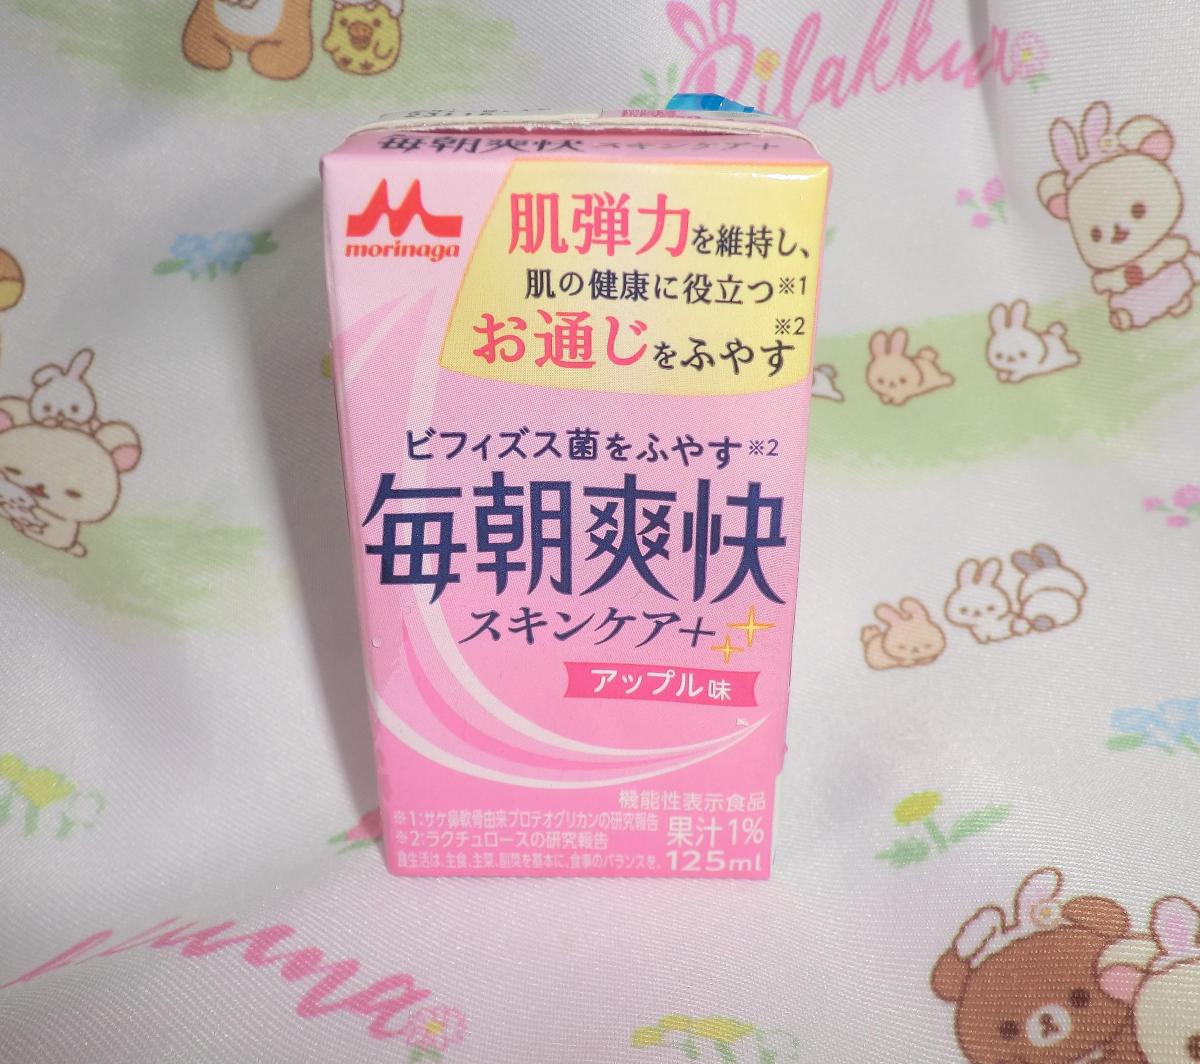 Rilakkuma
毎朝爽快 スキンケア+
morinaga
肌弾力を維持し、
肌の健康に役立つ※1
お通じをふやす※2
ビフィズス菌をふやす※2
毎朝爽快
スキンケア+
アップル味
機能性表示食品
※1:サケ鼻軟骨由来プロテオグリカンの研究報告
※2:ラクチュロースの研究報告
果汁1%
食生活は、主食、主菜、副菜を基本に、食事のバランスを。
125ml